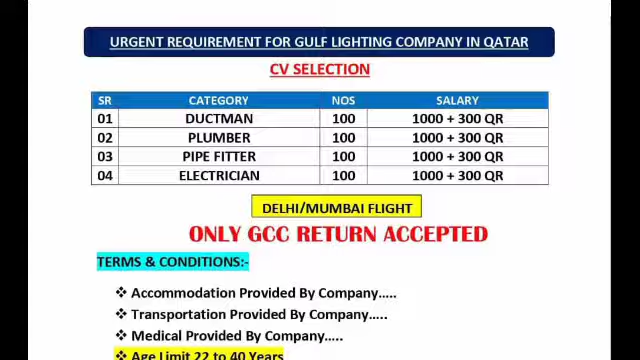 URGENT REQUIREMENT FOR GULF LIGHTING COMPANY IN QATAR
CV SELECTION
SR CATEGORY NOS SALARY
01 DUCTMAN 100 1000 + 300 QR
02 PLUMBER 100 1000 + 300 QR
03 PIPE FITTER 100 1000 + 300 QR
04 ELECTRICIAN 100 1000 + 300 QR
DELHI/MUMBAI FLIGHT
ONLY GCC RETURN ACCEPTED
TERMS & CONDITIONS:-
❖ Accommodation Provided By Company.....
❖ Transportation Provided By Company.....
❖ Medical Provided By Company.....
❖ Age Limit 22 to 40 Years